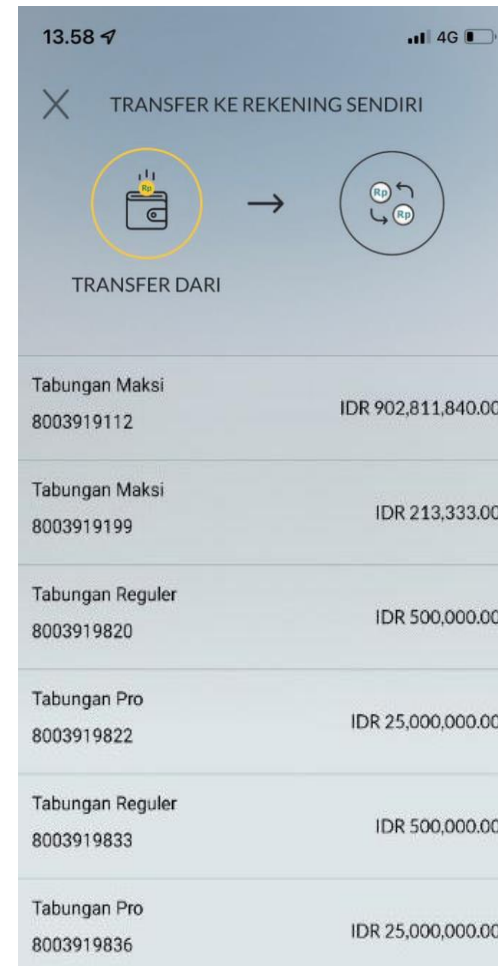 13.58
4G
TRANSFER KE REKENING SENDIRI
Rp
Rp
Rp
TRANSFER DARI
Tabungan Maksi
8003919112
IDR 902,811,840.00
Tabungan Maksi
8003919199
IDR 213,333.00
Tabungan Reguler
8003919820
IDR 500,000.00
Tabungan Pro
8003919822
IDR 25,000,000.00
Tabungan Reguler
8003919833
IDR 500,000.00
Tabungan Pro
8003919836
IDR 25,000,000.00